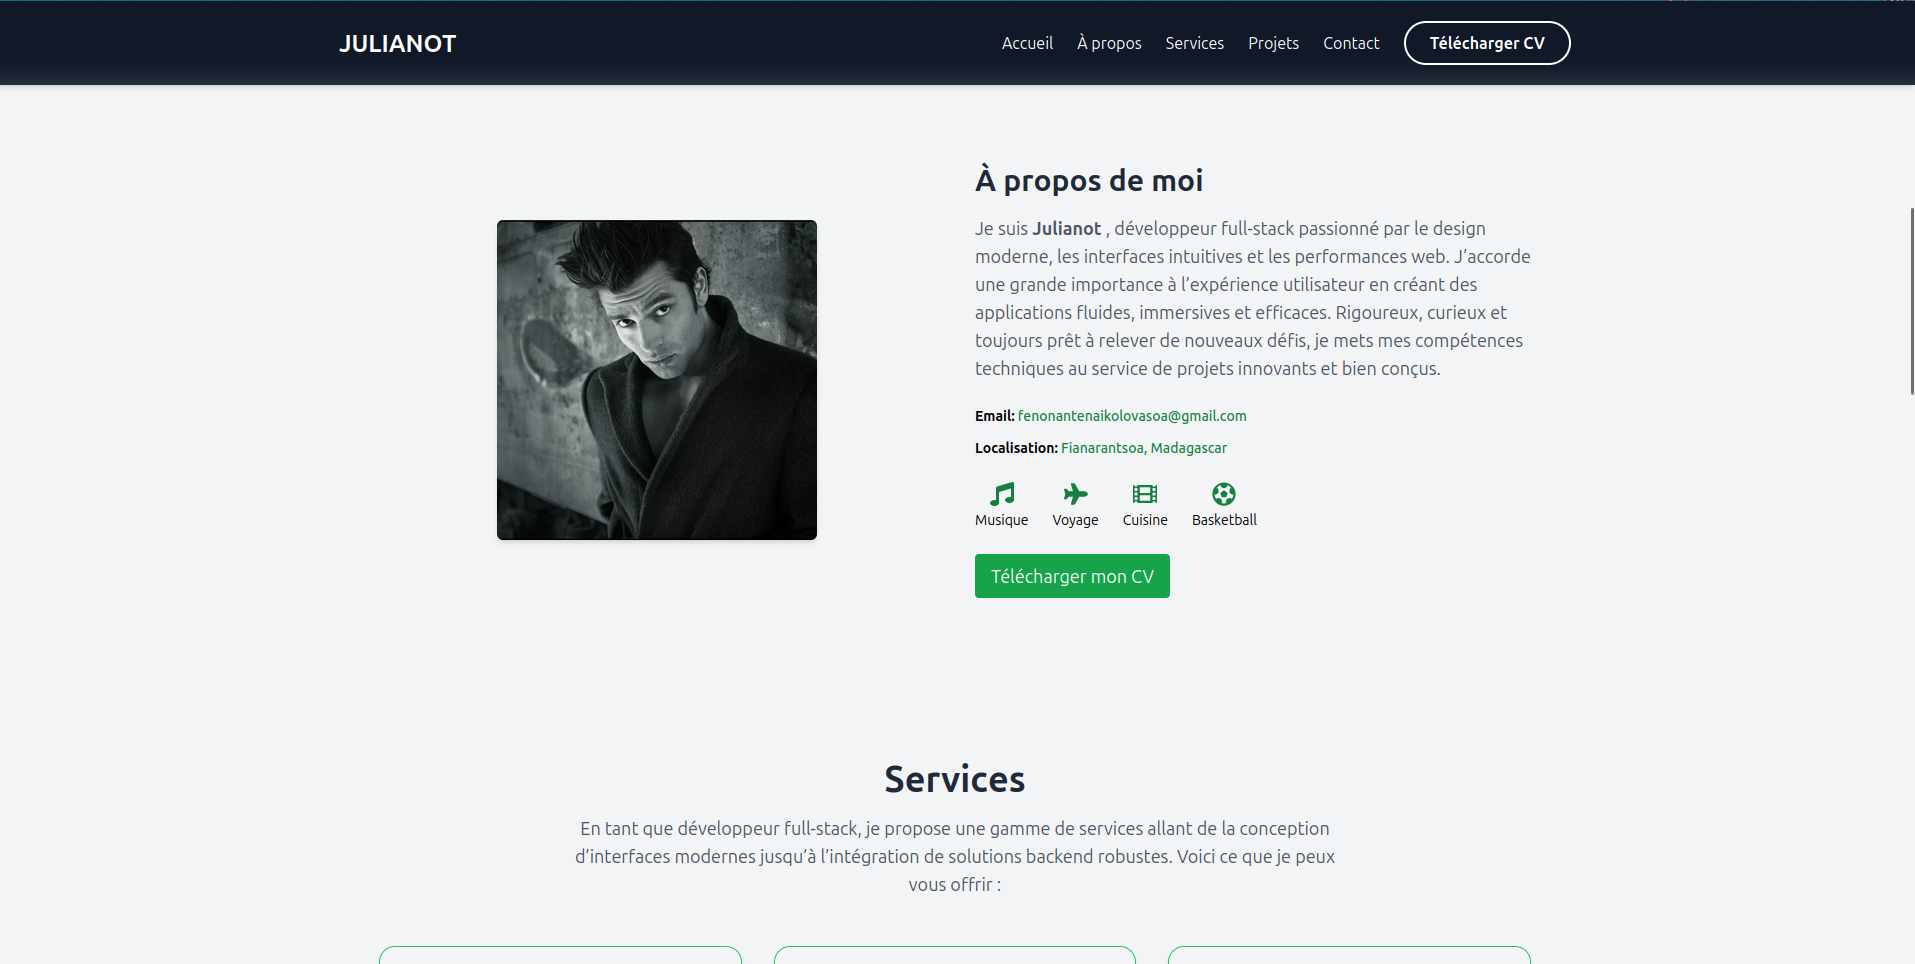 JULIANOT
Accueil À propos Services Projets Contact Télécharger CV
À propos de moi
Je suis Julianot , développeur full-stack passionné par le design
moderne, les interfaces intuitives et les performances web. J’accorde
une grande importance à l’expérience utilisateur en créant des
applications fluides, immersives et efficaces. Rigoureux, curieux et
toujours prêt à relever de nouveaux défis, je mets mes compétences
techniques au service de projets innovants et bien conçus.
Email: fenonantenaikolovasoa@gmail.com
Localisation: Fianarantsoa, Madagascar
Musique Voyage Cuisine Basketball
Télécharger mon CV
Services
En tant que développeur full-stack, je propose une gamme de services allant de la conception
d’interfaces modernes jusqu’à l’intégration de solutions backend robustes. Voici ce que je peux
vous offrir :